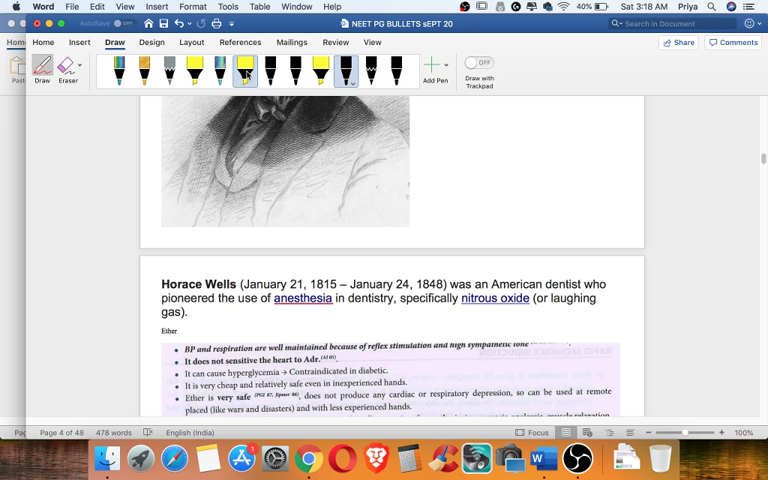 Word File Edit View Insert Format Tools Table Window Help 40% Sat 3:18 AM Priya
AutoSave OFF NEET PG BULLETS sEPT 20 Search in Document
Home Insert Draw Design Layout References Mailings Review View Share Comments
Draw Eraser Add Pen OFF Draw with Trackpad
Horace Wells (January 21, 1815 – January 24, 1848) was an American dentist who
pioneered the use of anesthesia in dentistry, specifically nitrous oxide (or laughing
gas).
Ether
BP and respiration are well maintained because of reflex stimulation and high sympathetic tone
• It does not sensitive the heart to Adr.(AI 05)
• It can cause hyperglycemia → Contraindicated in diabetic.
• It is very cheap and relatively safe even in inexperienced hands.
• Ether is very safe does not produce any cardiac or respiratory depression, so can be used at remote
placed (like wars and disasters) and with less experienced hands.
Page 4 of 48 478 words English (India) Focus 100%